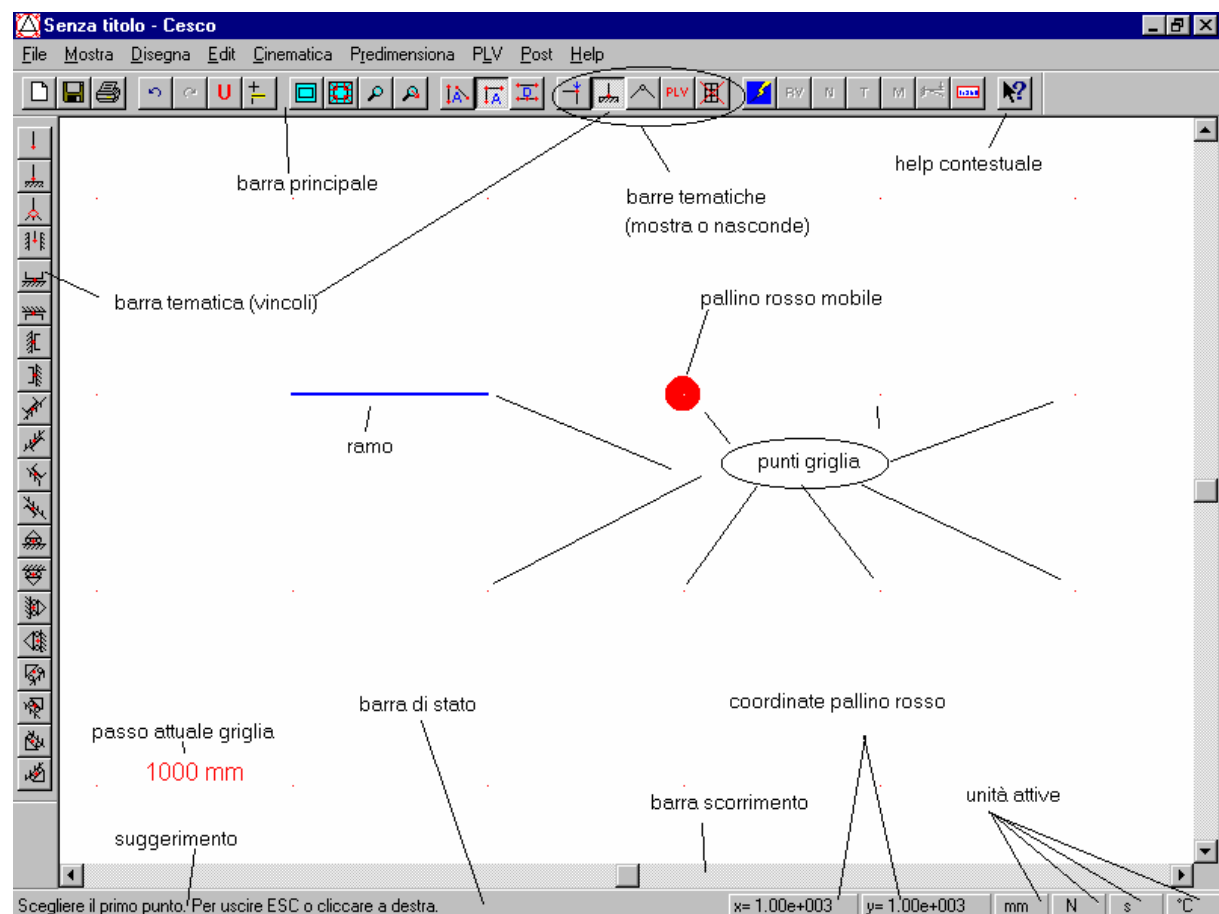 Senza titolo - Cesco
File Mostra Disegna Edit Cinematica Predimensiona PLV Post Help
U A A D PLV RV N T M
barra principale
barre tematiche
(mostra o nasconde)
help contestuale
barra tematica (vincoli)
pallino rosso mobile
ramo
punti griglia
barra di stato
coordinate pallino rosso
passo attuale griglia
1000 mm
barra scorrimento
unità attive
suggerimento
Scegliere il primo punto. Per uscire ESC o cliccare a destra. x= 1.00e+003 y= 1.00e+003 mm N s °C